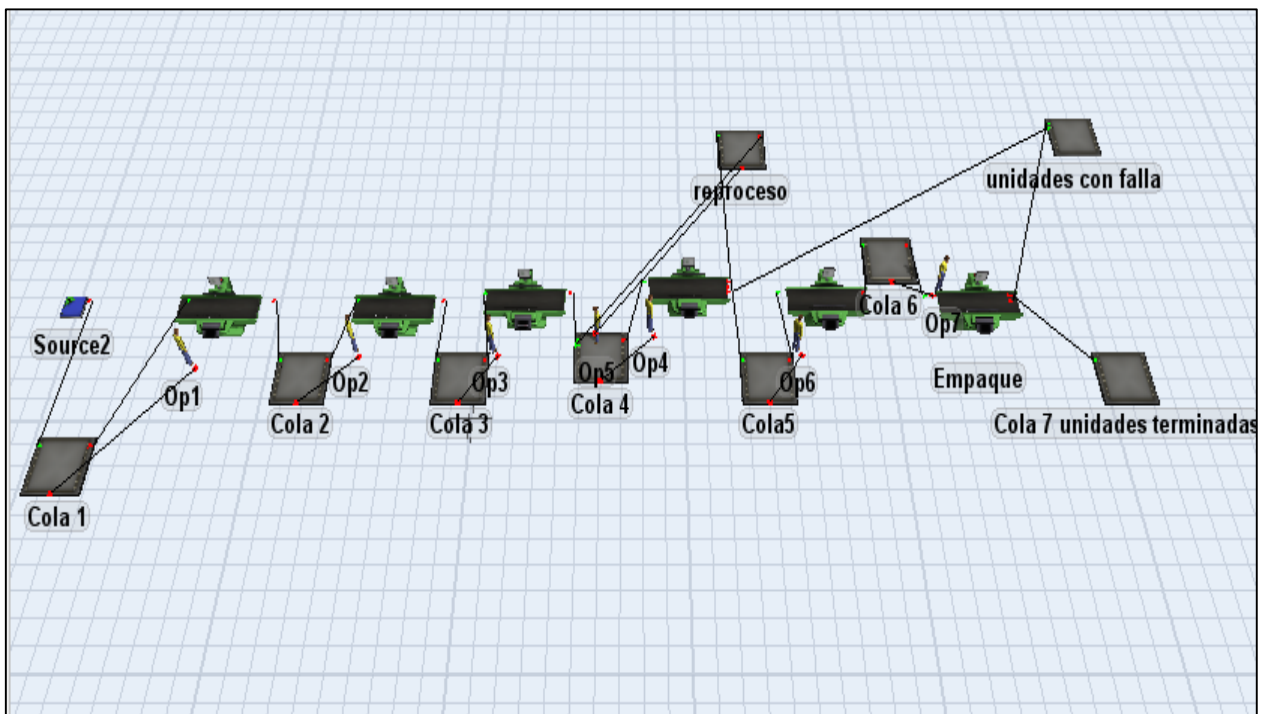 reproceso
unidades con falla
Source2
Cola 6
Op7
Op1
Op2
Op3
Op5
Op4
Op6
Empaque
Cola 2
Cola 3
Cola 4
Cola5
Cola 7 unidades terminadas
Cola 1